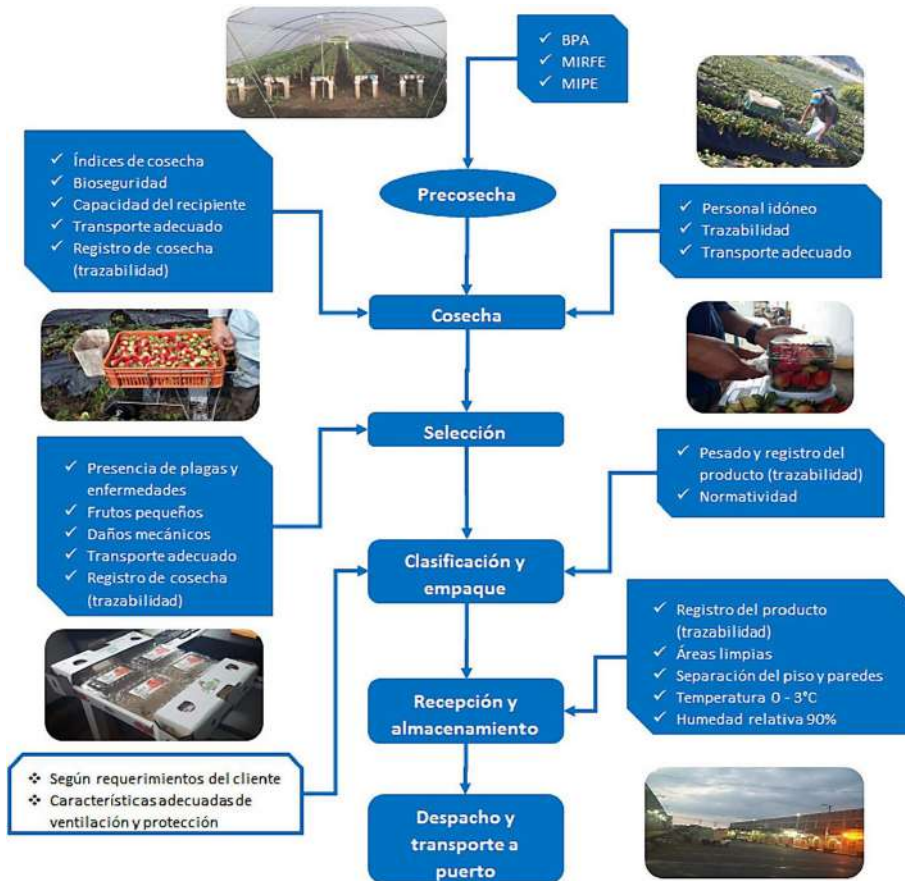 BPA
MIRFE
MIPE
Precosecha
Índices de cosecha
Bioseguridad
Capacidad del recipiente
Transporte adecuado
Registro de cosecha
(trazabilidad)
Personal idóneo
Trazabilidad
Transporte adecuado
Cosecha
Selección
Presencia de plagas y
enfermedades
Frutos pequeños
Daños mecánicos
Transporte adecuado
Registro de cosecha
(trazabilidad)
Pesado y registro del
producto (trazabilidad)
Normatividad
Clasificación y
empaque
Registro del producto
(trazabilidad)
Áreas limpias
Separación del piso y paredes
Temperatura 0 - 3°C
Humedad relativa 90%
Recepción y
almacenamiento
Según requerimientos del cliente
Características adecuadas de
ventilación y protección
Despacho y
transporte a
puerto